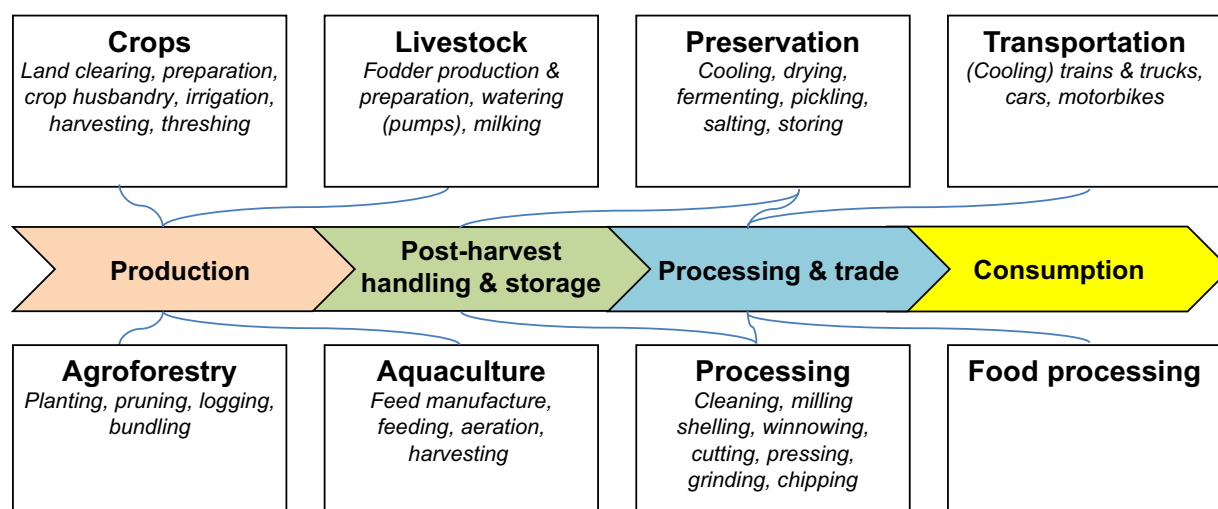 Crops
Land clearing, preparation,
crop husbandry, irrigation,
harvesting, threshing
Livestock
Fodder production &
preparation, watering
(pumps), milking
Preservation
Cooling, drying,
fermenting, pickling,
salting, storing
Transportation
(Cooling) trains & trucks,
cars, motorbikes
Production
Post-harvest
handling & storage
Processing & trade
Consumption
Agroforestry
Planting, pruning, logging,
bundling
Aquaculture
Feed manufacture,
feeding, aeration,
harvesting
Processing
Cleaning, milling
shelling, winnowing,
cutting, pressing,
grinding, chipping
Food processing